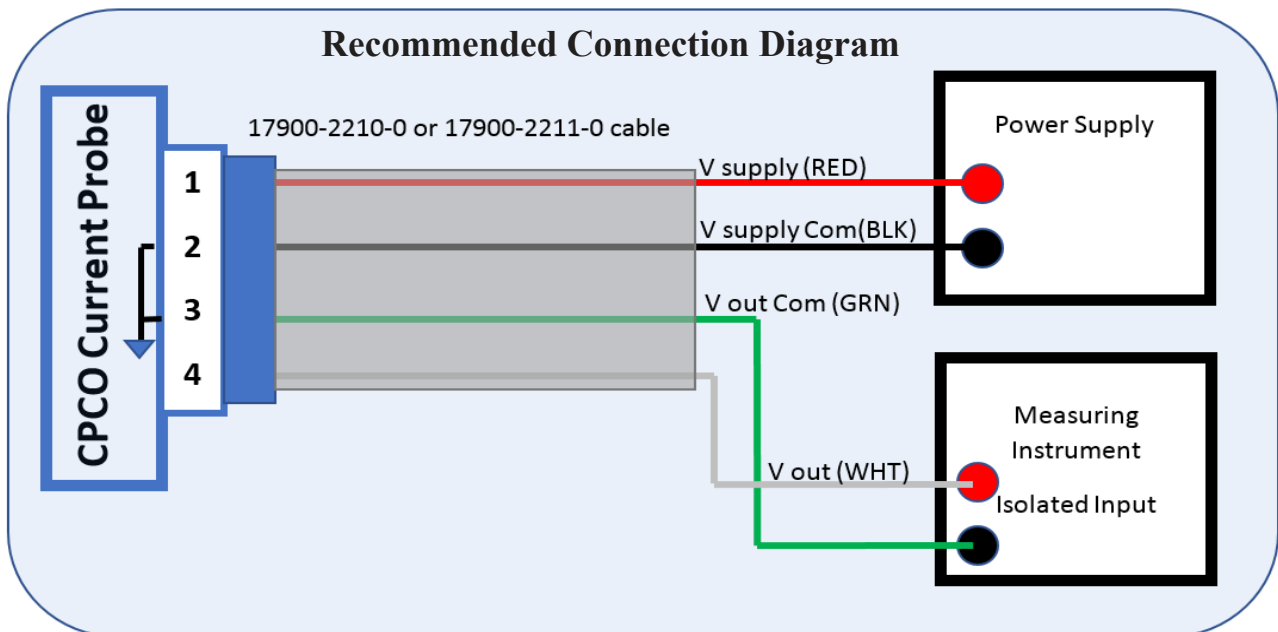 Recommended Connection Diagram
CPCO Current Probe
17900-2210-0 or 17900-2211-0 cable
1
2
3
4
V supply (RED)
V supply Com(BLK)
V out Com (GRN)
V out (WHT)
Power Supply
Measuring
Instrument
Isolated Input